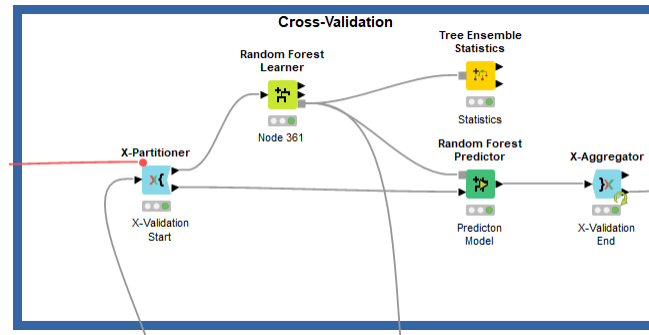 Cross-Validation
Tree Ensemble
Statistics
Random Forest
Learner
Statistics
Node 361
Random Forest
Predictor
X-Partitioner
X-Aggregator
X{
}X
X-Validation
Start
Predicton
Model
X-Validation
End